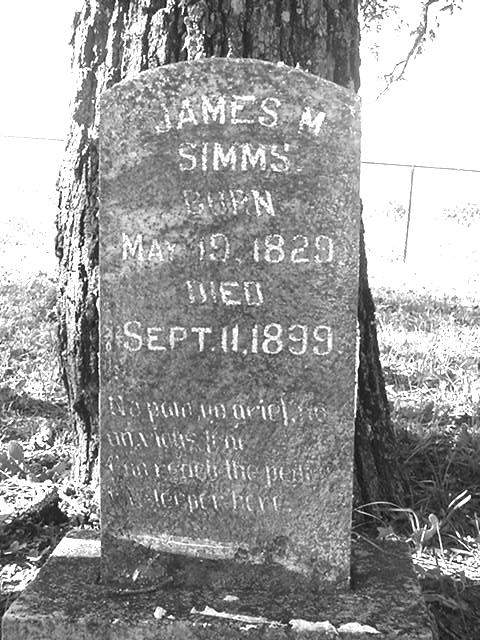 JAMES M
SIMMS.
BORN
MAY 19, 1829.
DIED
SEPT. 11, 1899.
No pain no grief, no
anxious fear
Can reach the
sleeper here.